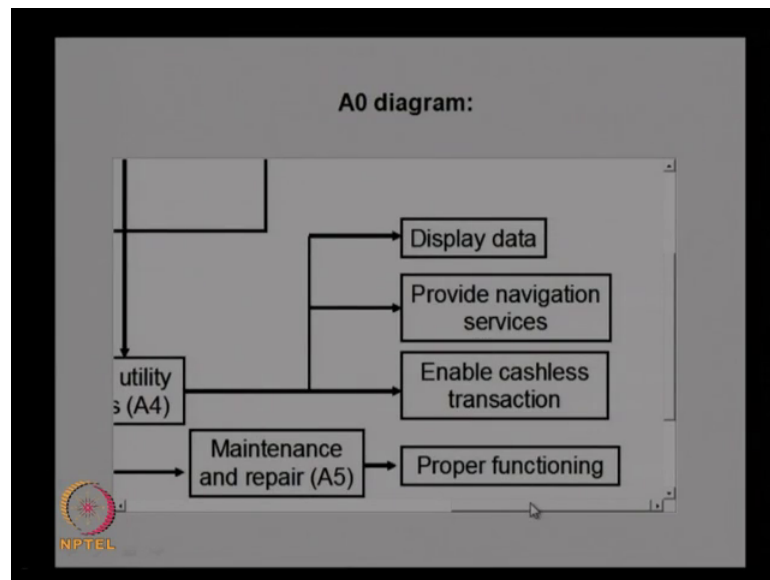 A0 diagram:
Display data
Provide navigation
services
utility
s (A4)
Enable cashless
transaction
Maintenance
and repair (A5)
Proper functioning
NPTEL